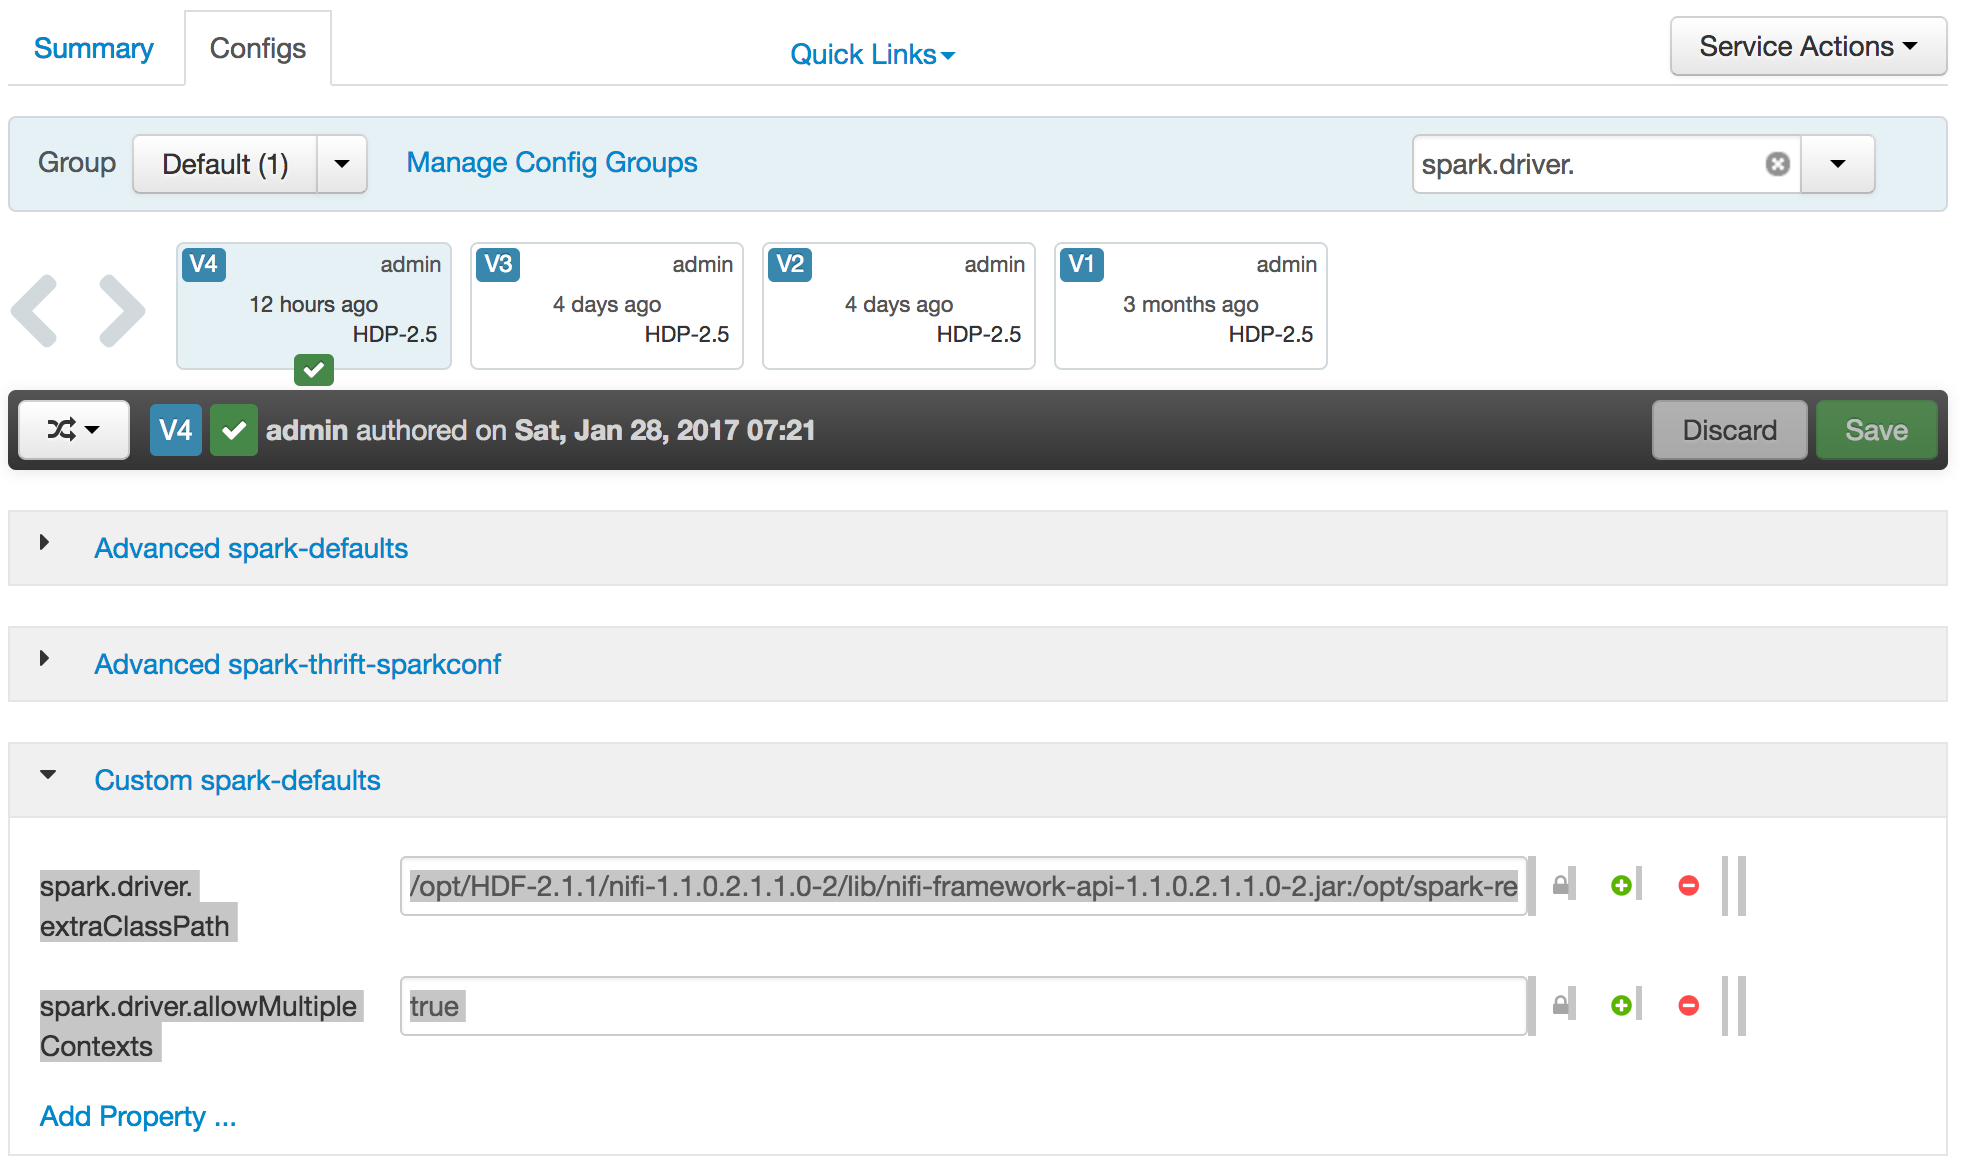 Summary
Configs
Quick Links
Service Actions
Group
Default (1)
Manage Config Groups
spark.driver.
V4
admin
12 hours ago
HDP-2.5
V3
admin
4 days ago
HDP-2.5
V2
admin
4 days ago
HDP-2.5
V1
admin
3 months ago
HDP-2.5
V4 admin authored on Sat, Jan 28, 2017 07:21
Discard
Save
Advanced spark-defaults
Advanced spark-thrift-sparkconf
Custom spark-defaults
spark.driver.
extraClassPath
/opt/HDF-2.1.1/nifi-1.1.0.2.1.1.0-2/lib/nifi-framework-api-1.1.0.2.1.1.0-2.jar:/opt/spark-re
spark.driver.allowMultiple
Contexts
true
Add Property ...